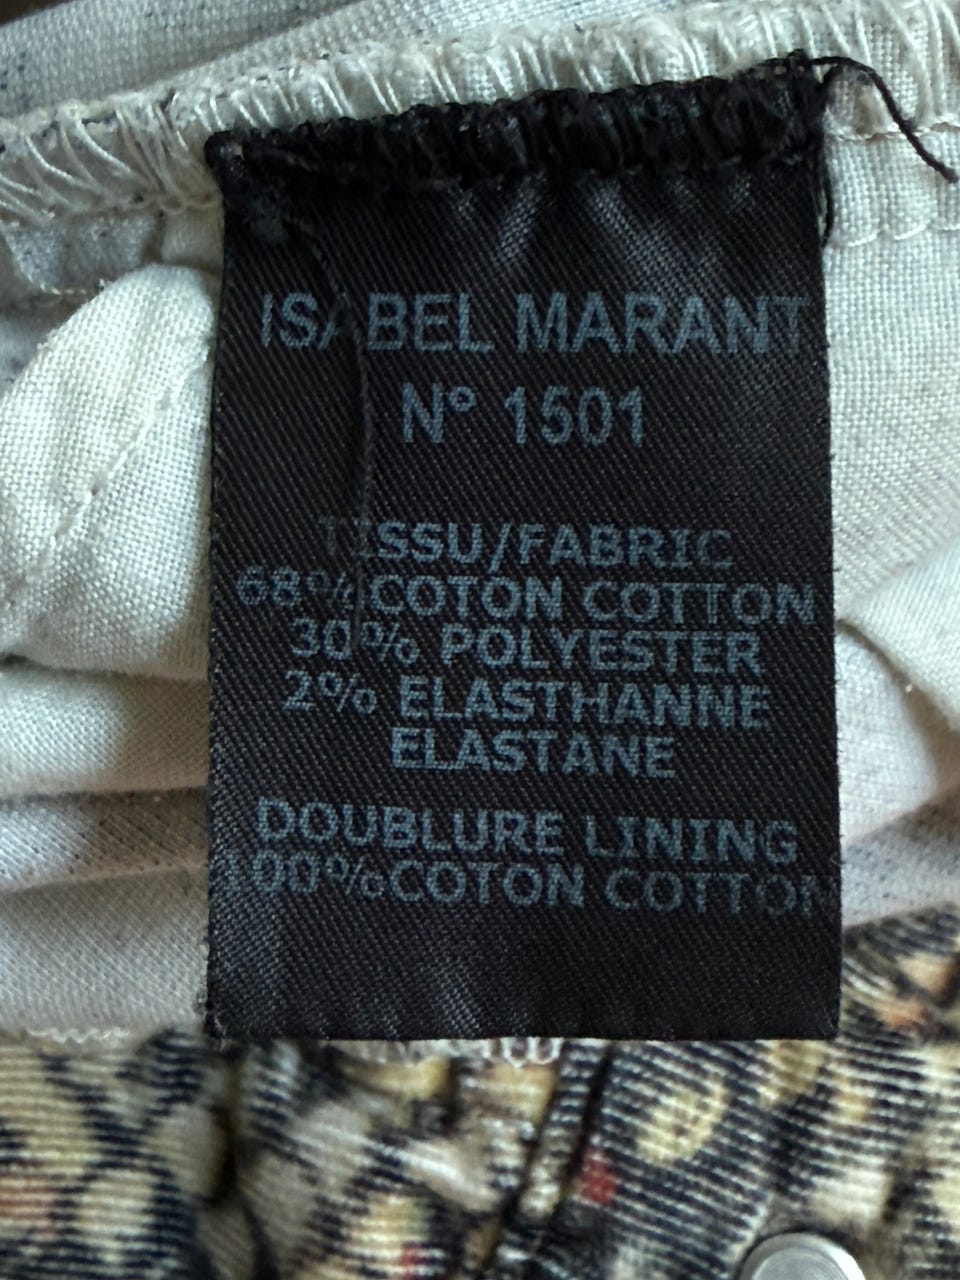 ISABEL MARANT
N° 1501
TISSU/FABRIC
68%COTON COTTON
30% POLYESTER
2% ELASTHANNE
ELASTANE
DOUBLURE LINING
100%COTON COTTON